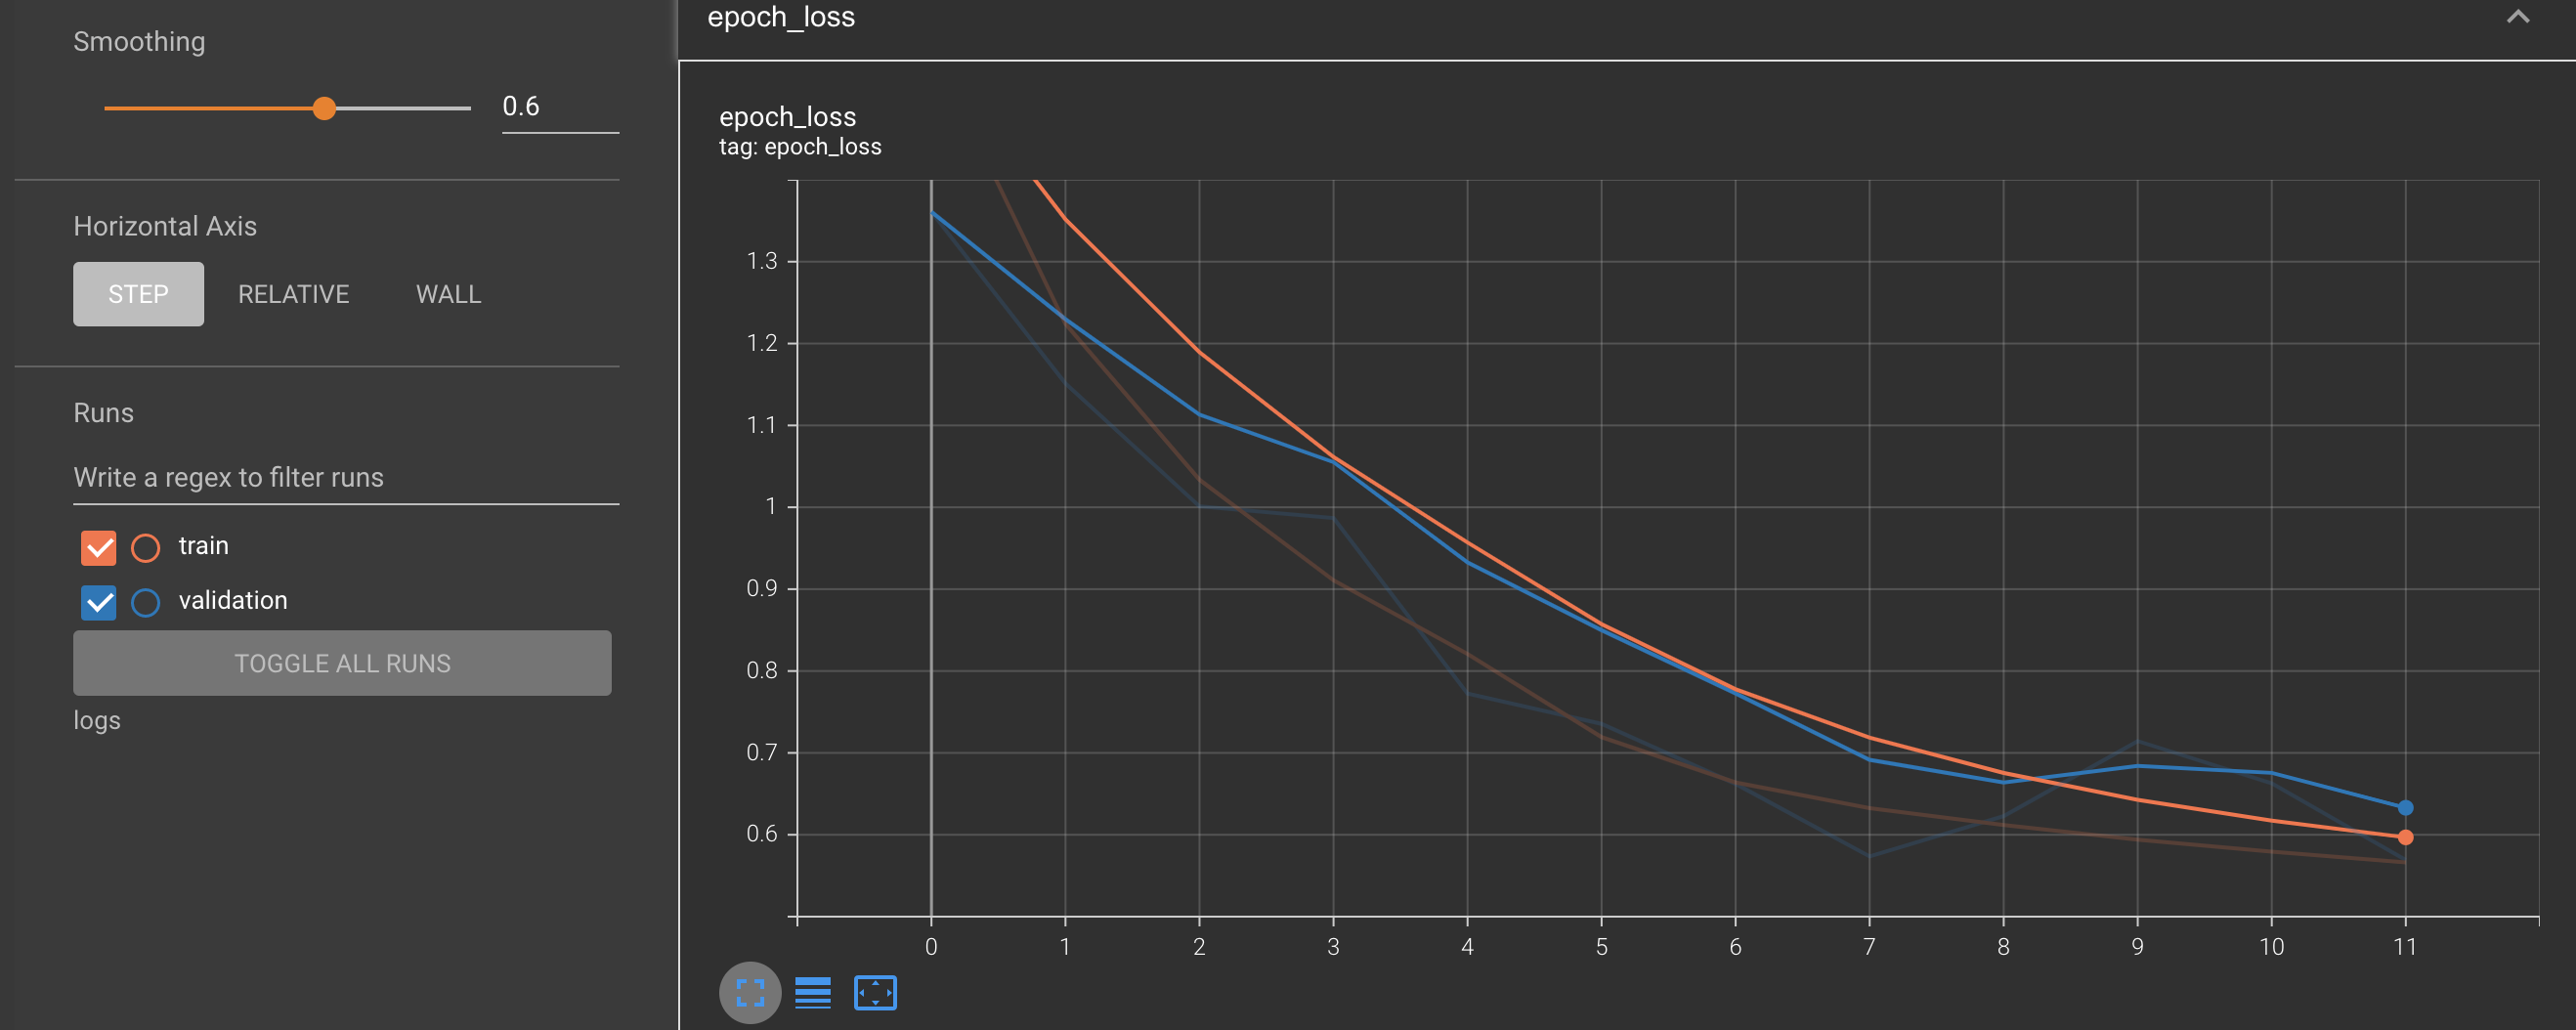 Smoothing
0.6
Horizontal Axis
STEP RELATIVE WALL
Runs
Write a regex to filter runs
train
validation
TOGGLE ALL RUNS
logs
epoch_loss
epoch_loss
tag: epoch_loss
1.3
1.2
1.1
1
0.9
0.8
0.7
0.6
0 1 2 3 4 5 6 7 8 9 10 11